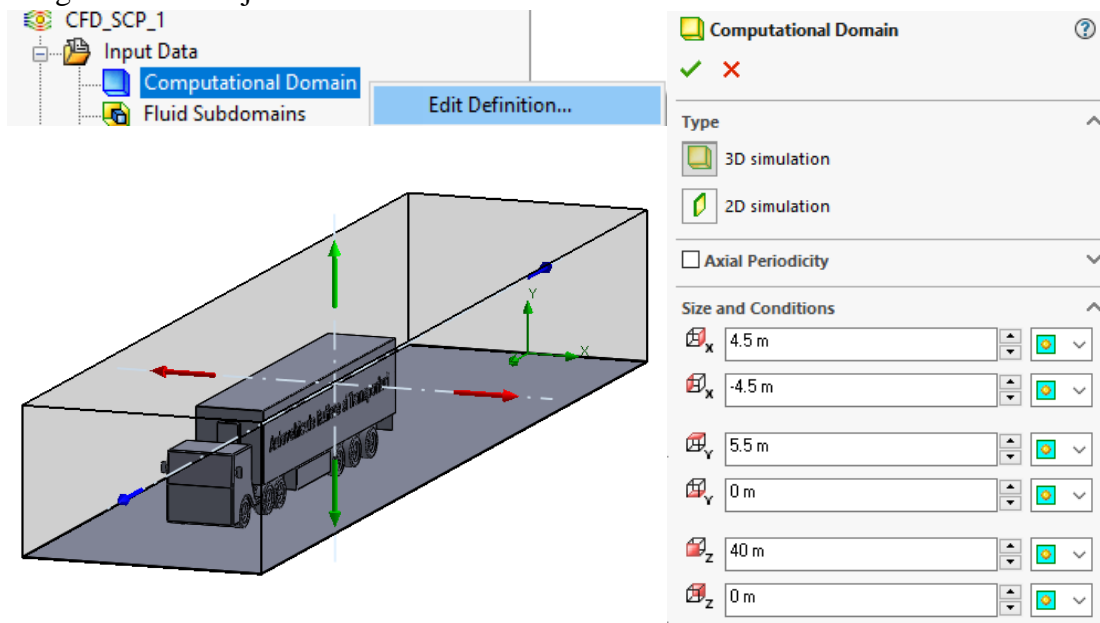 CFD_SCP_1
Input Data
Computational Domain
Fluid Subdomains
Edit Definition...
Y
X
Computational Domain
Type
3D simulation
2D simulation
Axial Periodicity
Size and Conditions
X 4.5 m
X -4.5 m
Y 5.5 m
Y 0 m
Z 40 m
Z 0 m